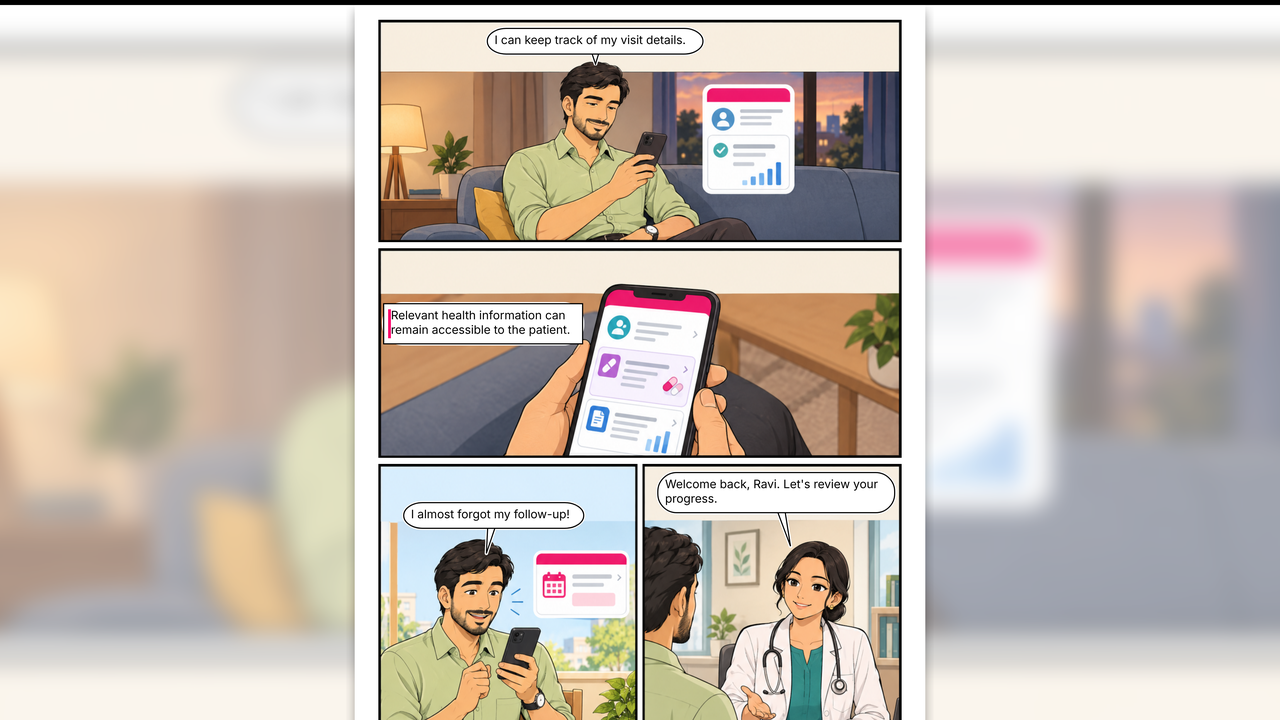 I can keep track of my visit details.
Relevant health information can
remain accessible to the patient.
I almost forgot my follow-up!
Welcome back, Ravi. Let's review your
progress.